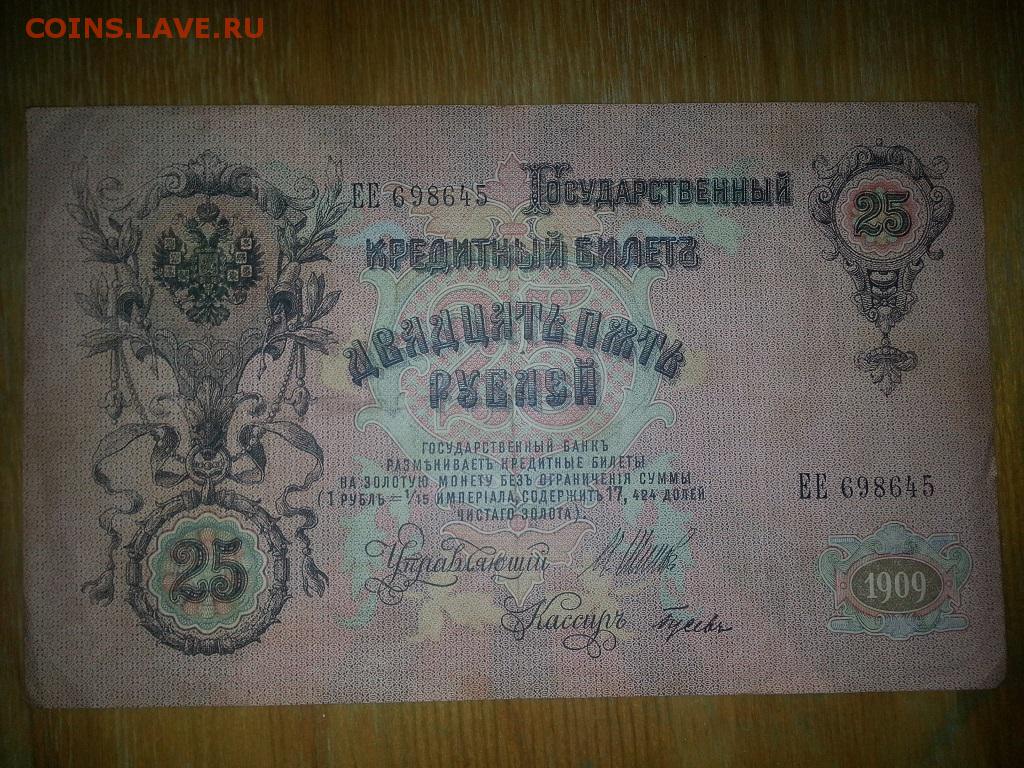 COINS.LAVE.RU
ЕЕ 698645
Государственный
25
кредитный билетъ
двадцать пять
рублей
государственный банкъ
размѣниваетъ кредитные билеты
на золотую монету безъ ограниченія суммы
(1 рубль = 1/15 имперіала, содержитъ 17,424 долей
чистаго золота).
ЕЕ 698645
Управляющій
25
1909
Кассиръ
Гусевъ